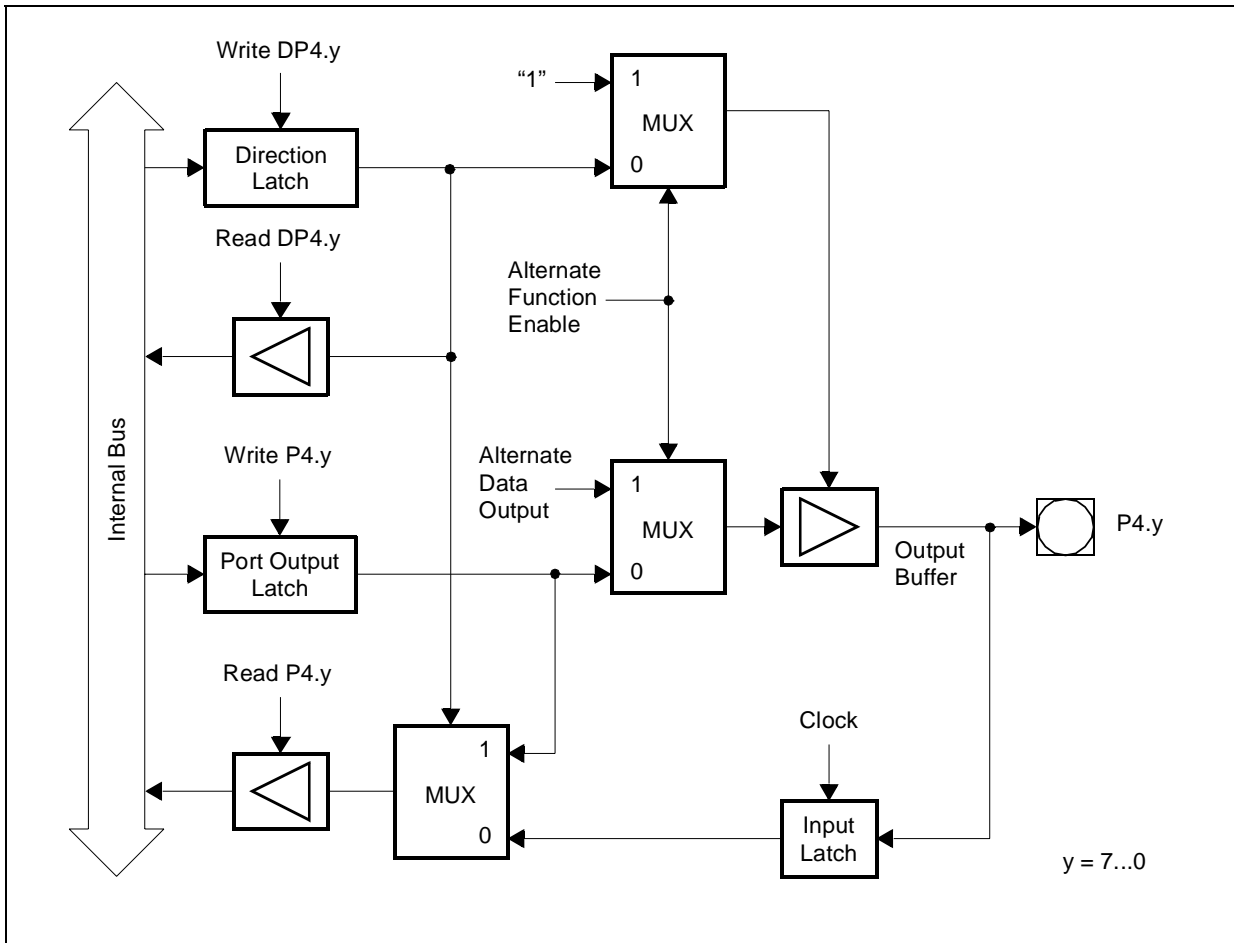 Write DP4.y
"1"
1
MUX
0
Direction
Latch
Read DP4.y
Alternate
Function
Enable
Internal Bus
Write P4.y
Alternate
Data
Output
1
MUX
0
P4.y
Port Output
Latch
Output
Buffer
Read P4.y
Clock
1
MUX
0
Input
Latch
y = 7...0